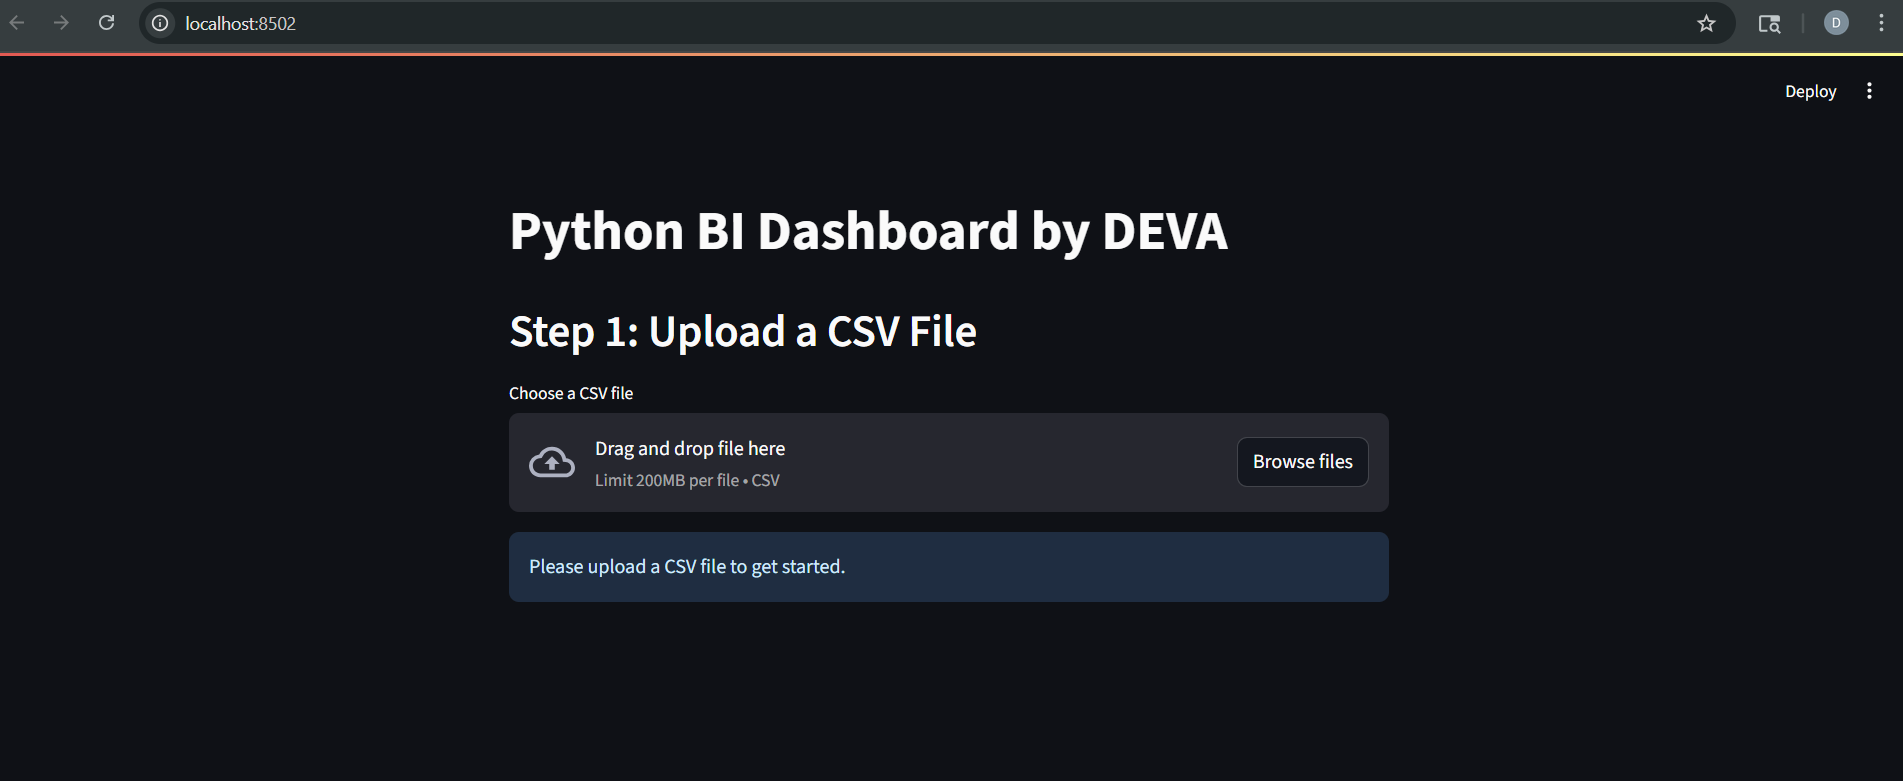 localhost:8502
D
Deploy
Python BI Dashboard by DEVA
Step 1: Upload a CSV File
Choose a CSV file
Drag and drop file here
Limit 200MB per file • CSV
Browse files
Please upload a CSV file to get started.